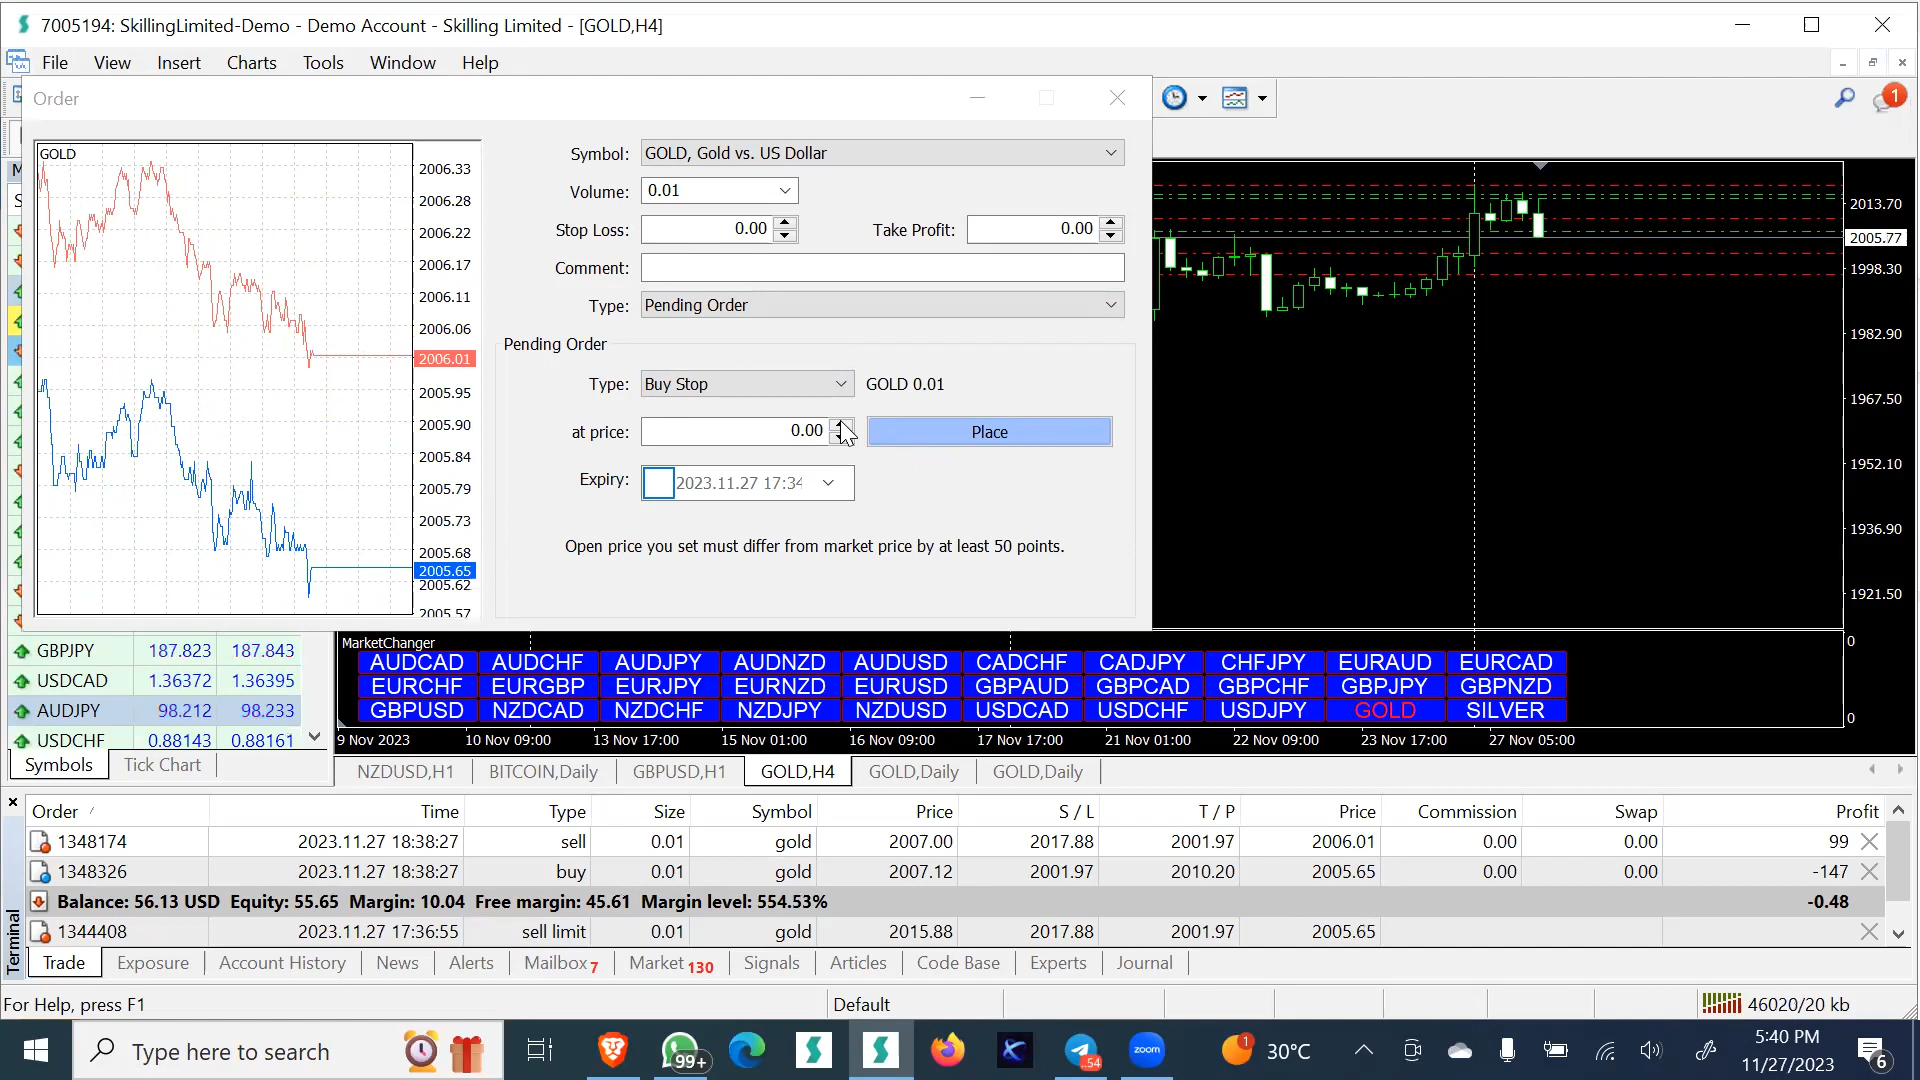 7005194: SkillingLimited-Demo - Demo Account - Skilling Limited - [GOLD,H4]
File View Insert Charts Tools Window Help
Order
1
GOLD
2006.33
2006.28
2006.22
2006.17
2006.11
2006.06
2006.01
2005.95
2005.90
2005.84
2005.79
2005.73
2005.68
2005.65
2005.62
2005.57
Symbol: GOLD, Gold vs. US Dollar
Volume: 0.01
Stop Loss: 0.00 Take Profit: 0.00
Comment:
Type: Pending Order
Pending Order
Type: Buy Stop GOLD 0.01
at price: 0.00 Place
Expiry: 2023.11.27 17:34
Open price you set must differ from market price by at least 50 points.
2013.70
2005.77
1998.30
1982.90
1967.50
1952.10
1936.90
1921.50
GBPJPY 187.823 187.843
USDCAD 1.36372 1.36395
AUDJPY 98.212 98.233
USDCHF 0.88143 0.88161
Symbols Tick Chart
MarketChanger
0
AUDCAD AUDCHF AUDJPY AUDNZD AUDUSD CADCHF CADJPY CHFJPY EURAUD EURCAD
EURCHF EURGBP EURJPY EURNZD EURUSD GBPAUD GBPCAD GBPCHF GBPJPY GBPNZD
GBPUSD NZDCAD NZDCHF NZDJPY NZDUSD USDCAD USDCHF USDJPY GOLD SILVER
0
9 Nov 2023 10 Nov 09:00 13 Nov 17:00 15 Nov 01:00 16 Nov 09:00 17 Nov 17:00 21 Nov 01:00 22 Nov 09:00 23 Nov 17:00 27 Nov 05:00
NZDUSD,H1 BITCOIN,Daily GBPUSD,H1 GOLD,H4 GOLD,Daily GOLD,Daily
Order Time Type Size Symbol Price S / L T / P Price Commission Swap Profit
1348174 2023.11.27 18:38:27 sell 0.01 gold 2007.00 2017.88 2001.97 2006.01 0.00 0.00 99
1348326 2023.11.27 18:38:27 buy 0.01 gold 2007.12 2001.97 2010.20 2005.65 0.00 0.00 -147
Balance: 56.13 USD Equity: 55.65 Margin: 10.04 Free margin: 45.61 Margin level: 554.53% -0.48
1344408 2023.11.27 17:36:55 sell limit 0.01 gold 2015.88 2017.88 2001.97 2005.65
Terminal
Trade Exposure Account History News Alerts Mailbox 7 Market 130 Signals Articles Code Base Experts Journal
For Help, press F1 Default 46020/20 kb
Type here to search 99+ .54 zoom 1 30°C 5:40 PM
11/27/2023 6